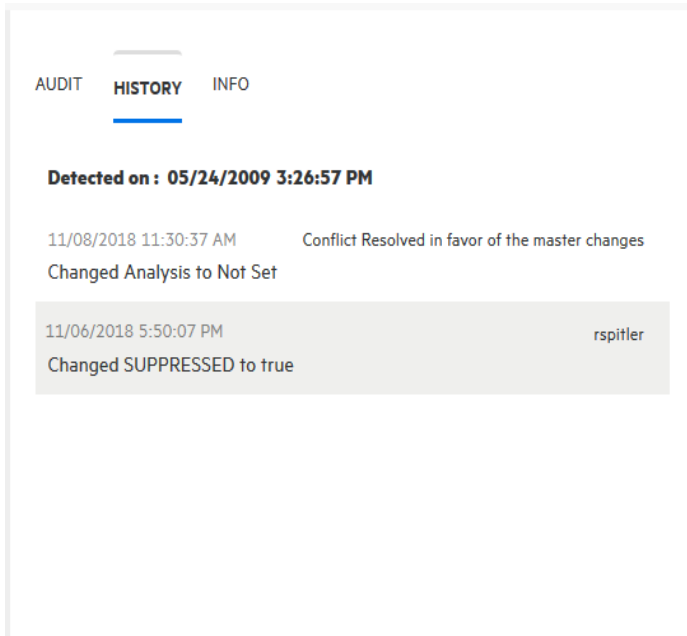 AUDIT HISTORY INFO
Detected on : 05/24/2009 3:26:57 PM
11/08/2018 11:30:37 AM Conflict Resolved in favor of the master changes
Changed Analysis to Not Set
11/06/2018 5:50:07 PM rspitler
Changed SUPPRESSED to true